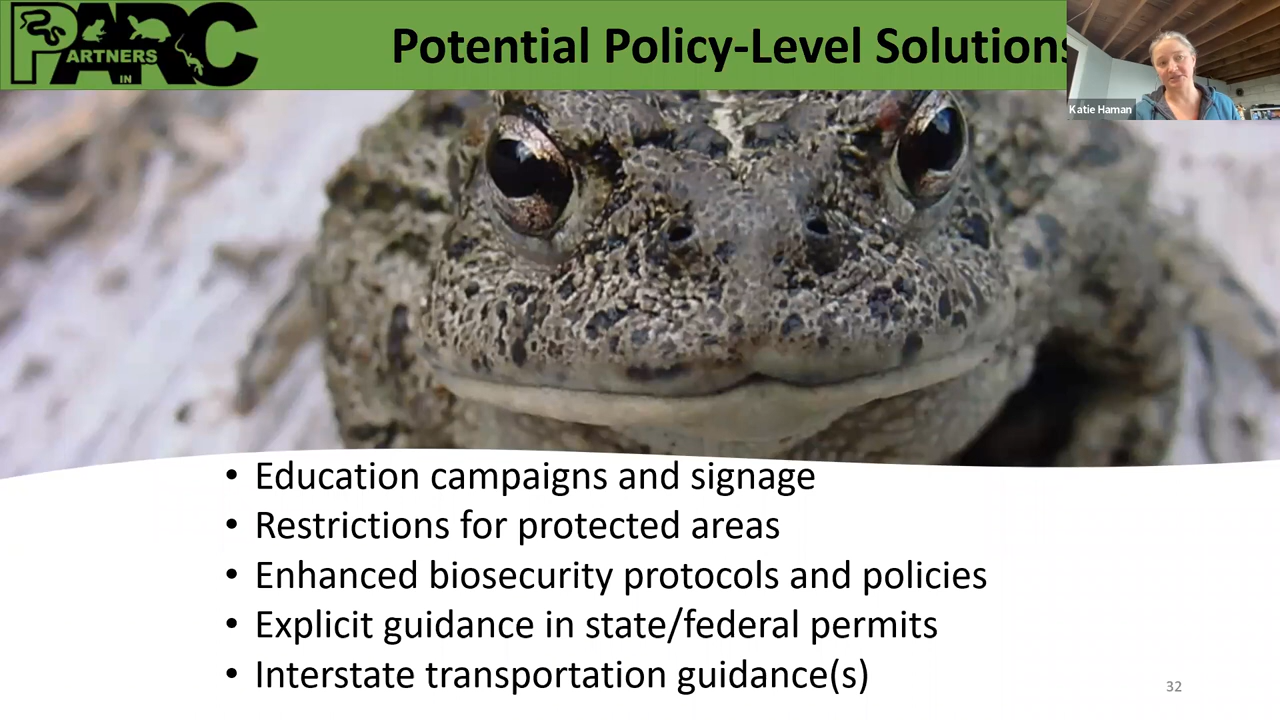 PARC
PARTNERS
IN
Potential Policy-Level Solutions
Katie Haman
• Education campaigns and signage
• Restrictions for protected areas
• Enhanced biosecurity protocols and policies
• Explicit guidance in state/federal permits
• Interstate transportation guidance(s)
32